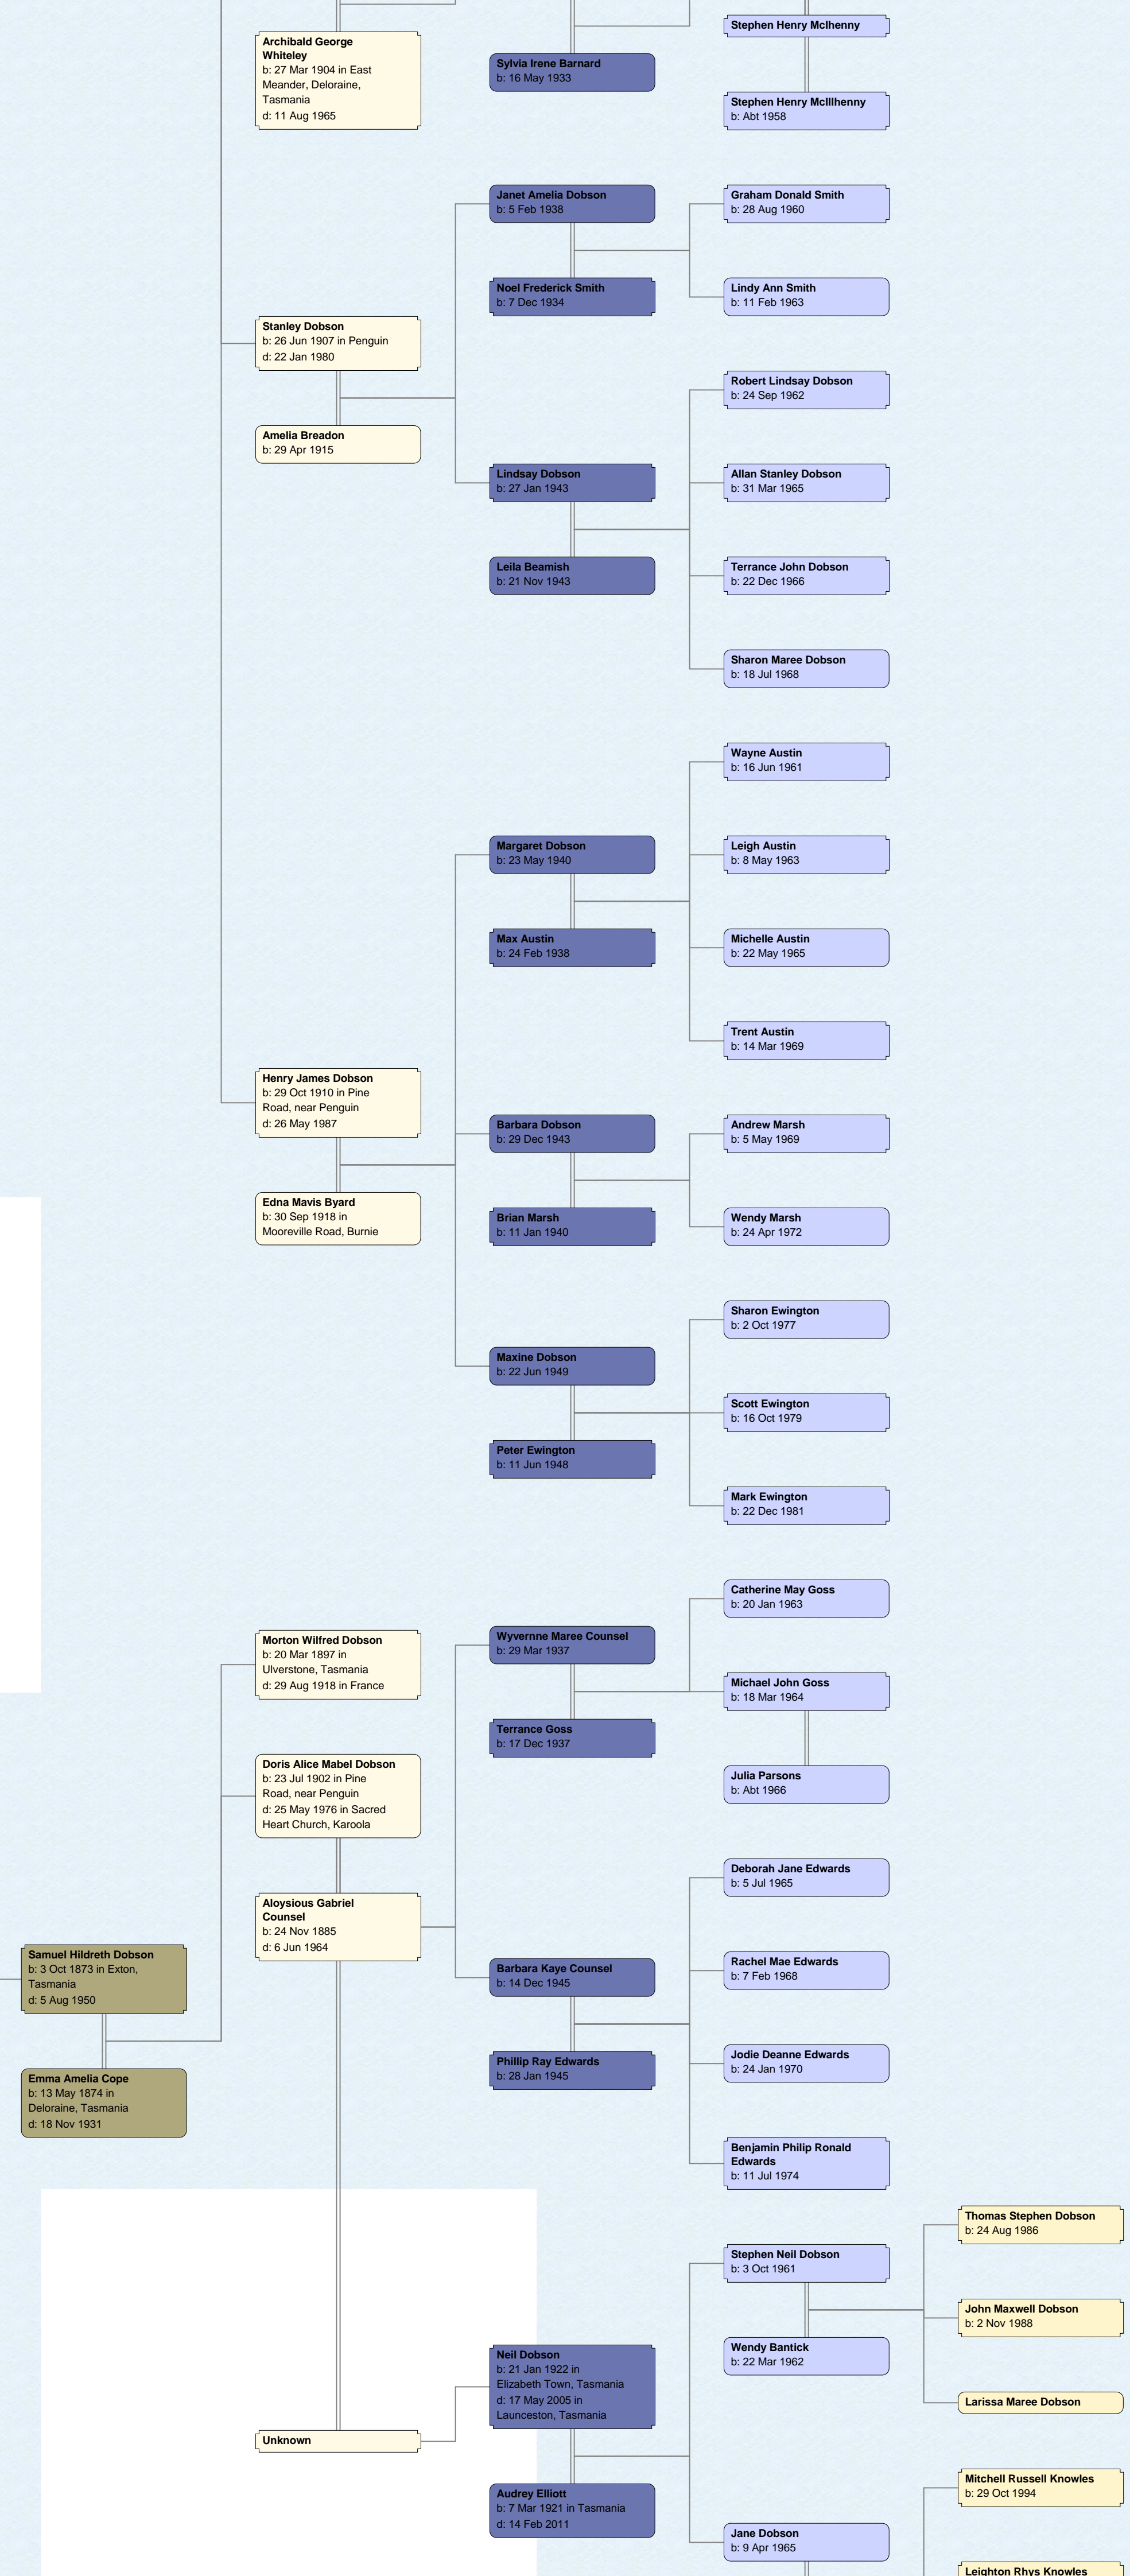 Archibald George
Whiteley
b: 27 Mar 1904 in East
Meander, Deloraine,
Tasmania
d: 11 Aug 1965
Sylvia Irene Barnard
b: 16 May 1933
Stephen Henry McIhenny
Stephen Henry McIllhenny
b: Abt 1958
Stanley Dobson
b: 26 Jun 1907 in Penguin
d: 22 Jan 1980
Amelia Breadon
b: 29 Apr 1915
Janet Amelia Dobson
b: 5 Feb 1938
Noel Frederick Smith
b: 7 Dec 1934
Graham Donald Smith
b: 28 Aug 1960
Lindy Ann Smith
b: 11 Feb 1963
Lindsay Dobson
b: 27 Jan 1943
Leila Beamish
b: 21 Nov 1943
Robert Lindsay Dobson
b: 24 Sep 1962
Allan Stanley Dobson
b: 31 Mar 1965
Terrance John Dobson
b: 22 Dec 1966
Sharon Maree Dobson
b: 18 Jul 1968
Henry James Dobson
b: 29 Oct 1910 in Pine
Road, near Penguin
d: 26 May 1987
Edna Mavis Byard
b: 30 Sep 1918 in
Mooreville Road, Burnie
Margaret Dobson
b: 23 May 1940
Max Austin
b: 24 Feb 1938
Wayne Austin
b: 16 Jun 1961
Leigh Austin
b: 8 May 1963
Michelle Austin
b: 22 May 1965
Trent Austin
b: 14 Mar 1969
Barbara Dobson
b: 29 Dec 1943
Brian Marsh
b: 11 Jan 1940
Andrew Marsh
b: 5 May 1969
Wendy Marsh
b: 24 Apr 1972
Maxine Dobson
b: 22 Jun 1949
Peter Ewington
b: 11 Jun 1948
Sharon Ewington
b: 2 Oct 1977
Scott Ewington
b: 16 Oct 1979
Mark Ewington
b: 22 Dec 1981
Samuel Hildreth Dobson
b: 3 Oct 1873 in Exton,
Tasmania
d: 5 Aug 1950
Emma Amelia Cope
b: 13 May 1874 in
Deloraine, Tasmania
d: 18 Nov 1931
Morton Wilfred Dobson
b: 20 Mar 1897 in
Ulverstone, Tasmania
d: 29 Aug 1918 in France
Doris Alice Mabel Dobson
b: 23 Jul 1902 in Pine
Road, near Penguin
d: 25 May 1976 in Sacred
Heart Church, Karoola
Aloysious Gabriel
Counsel
b: 24 Nov 1885
d: 6 Jun 1964
Wyvernne Maree Counsel
b: 29 Mar 1937
Terrance Goss
b: 17 Dec 1937
Catherine May Goss
b: 20 Jan 1963
Michael John Goss
b: 18 Mar 1964
Julia Parsons
b: Abt 1966
Barbara Kaye Counsel
b: 14 Dec 1945
Phillip Ray Edwards
b: 28 Jan 1945
Deborah Jane Edwards
b: 5 Jul 1965
Rachel Mae Edwards
b: 7 Feb 1968
Jodie Deanne Edwards
b: 24 Jan 1970
Benjamin Philip Ronald
Edwards
b: 11 Jul 1974
Unknown
Neil Dobson
b: 21 Jan 1922 in
Elizabeth Town, Tasmania
d: 17 May 2005 in
Launceston, Tasmania
Audrey Elliott
b: 7 Mar 1921 in Tasmania
d: 14 Feb 2011
Stephen Neil Dobson
b: 3 Oct 1961
Wendy Bantick
b: 22 Mar 1962
Thomas Stephen Dobson
b: 24 Aug 1986
John Maxwell Dobson
b: 2 Nov 1988
Larissa Maree Dobson
Jane Dobson
b: 9 Apr 1965
Mitchell Russell Knowles
b: 29 Oct 1994
Leighton Rhys Knowles